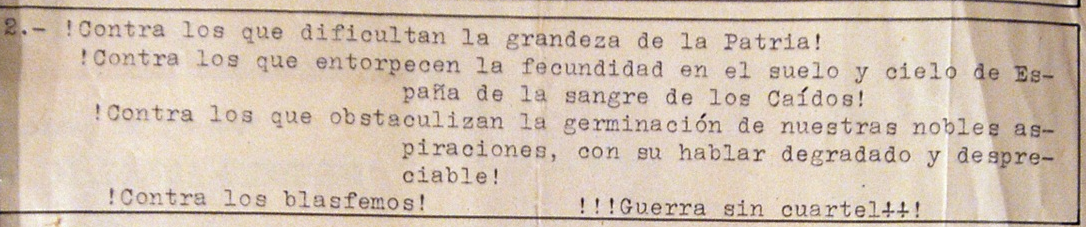 2.- !Contra los que dificultan la grandeza de la Patria!
!Contra los que entorpecen la fecundidad en el suelo y cielo de Es-
paña de la sangre de los Caídos!
!Contra los que obstaculizan la germinación de nuestras nobles as-
piraciones, con su hablar degradado y despre-
ciable!
!Contra los blasfemos! !!!Guerra sin cuartel!!!